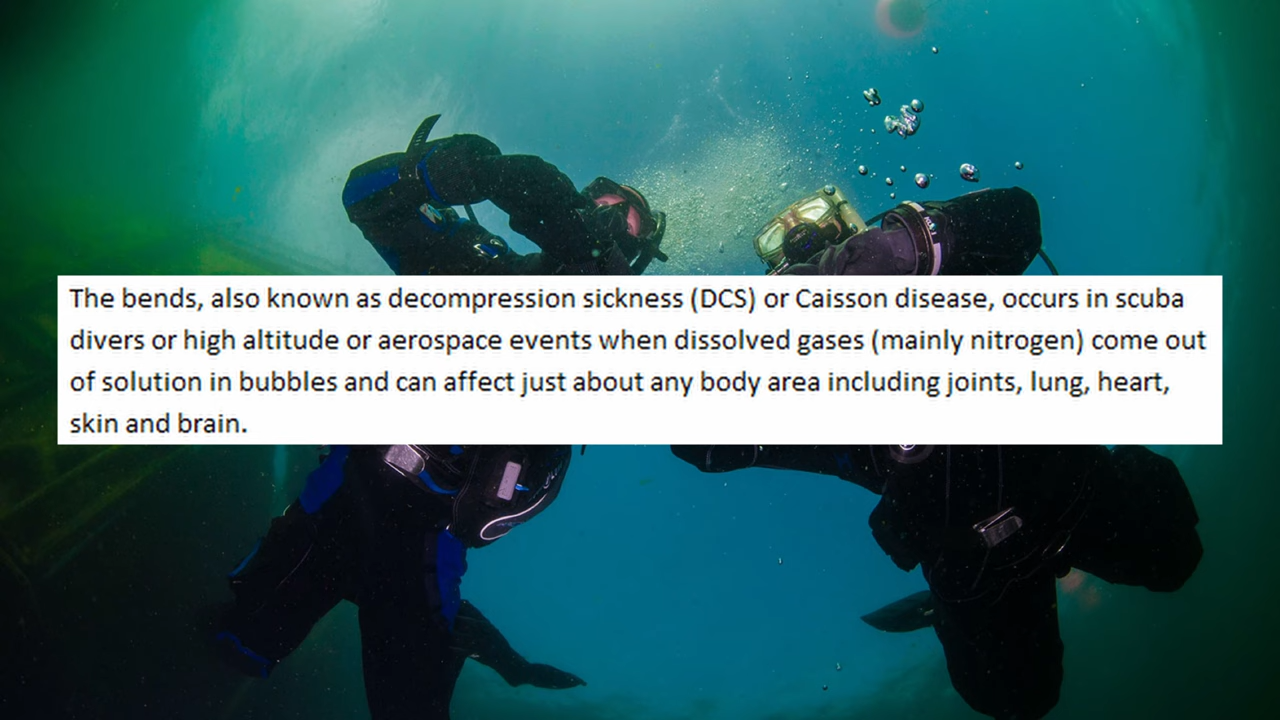 The bends, also known as decompression sickness (DCS) or Caisson disease, occurs in scuba
divers or high altitude or aerospace events when dissolved gases (mainly nitrogen) come out
of solution in bubbles and can affect just about any body area including joints, lung, heart,
skin and brain.